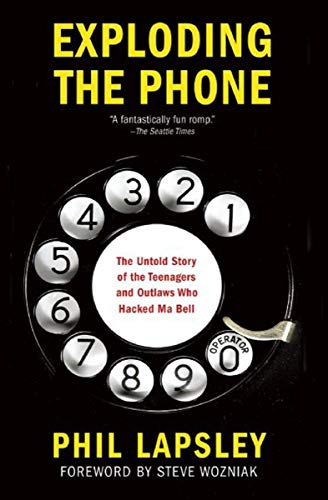 EXPLODING
THE PHONE
"A fantastically fun romp."
—The Seattle Times
3
2
4
1
5
The Untold Story
of the Teenagers
and Outlaws Who
Hacked Ma Bell
6
7
8
9
OPERATOR
0
PHIL LAPSLEY
FOREWORD BY STEVE WOZNIAK